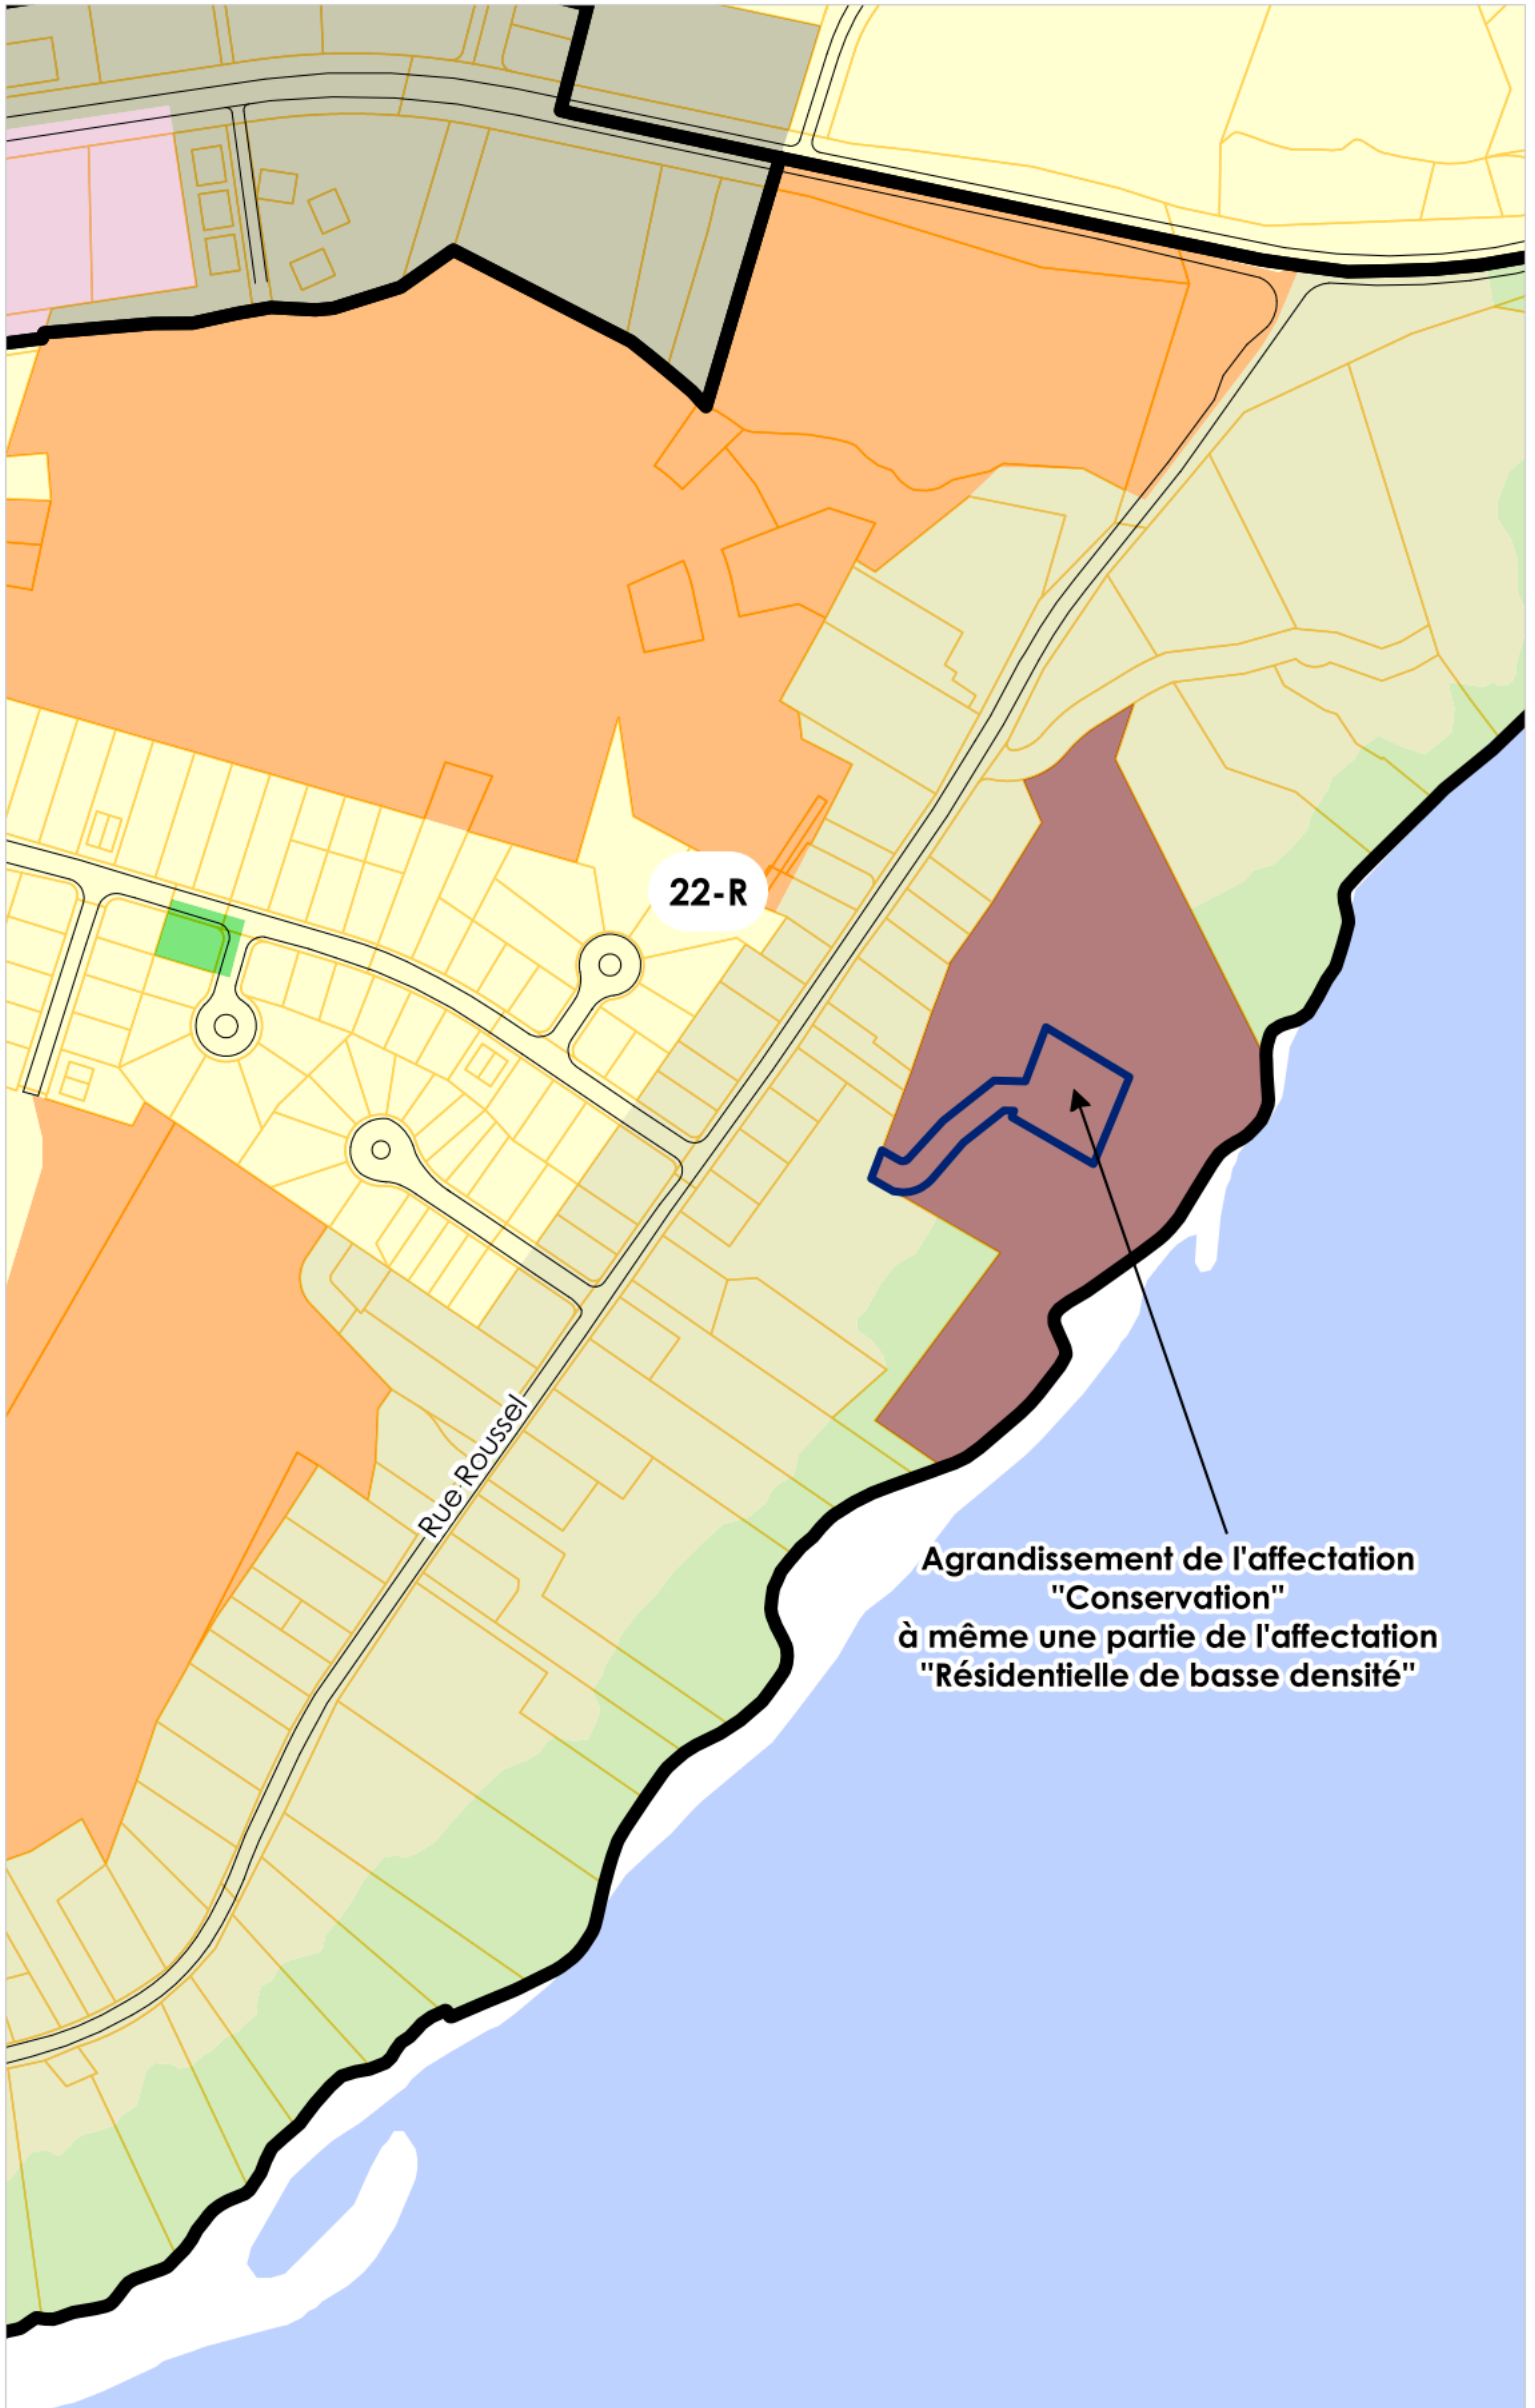 22-R
Rue Roussel
Agrandissement de l'affectation
"Conservation"
à même une partie de l'affectation
"Résidentielle de basse densité"